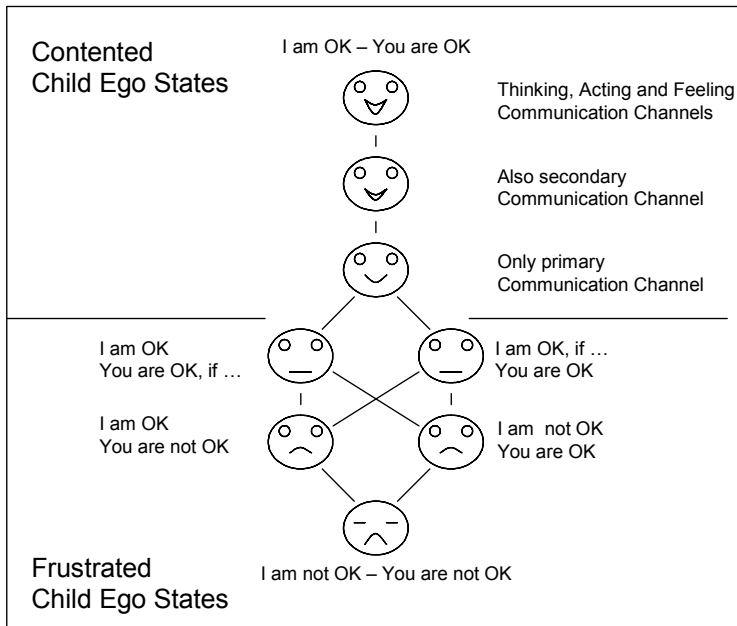 Contented
Child Ego States
I am OK – You are OK
Thinking, Acting and Feeling
Communication Channels
Also secondary
Communication Channel
Only primary
Communication Channel
I am OK
You are OK, if …
I am OK, if …
You are OK
I am OK
You are not OK
I am not OK
You are OK
I am not OK – You are not OK
Frustrated
Child Ego States